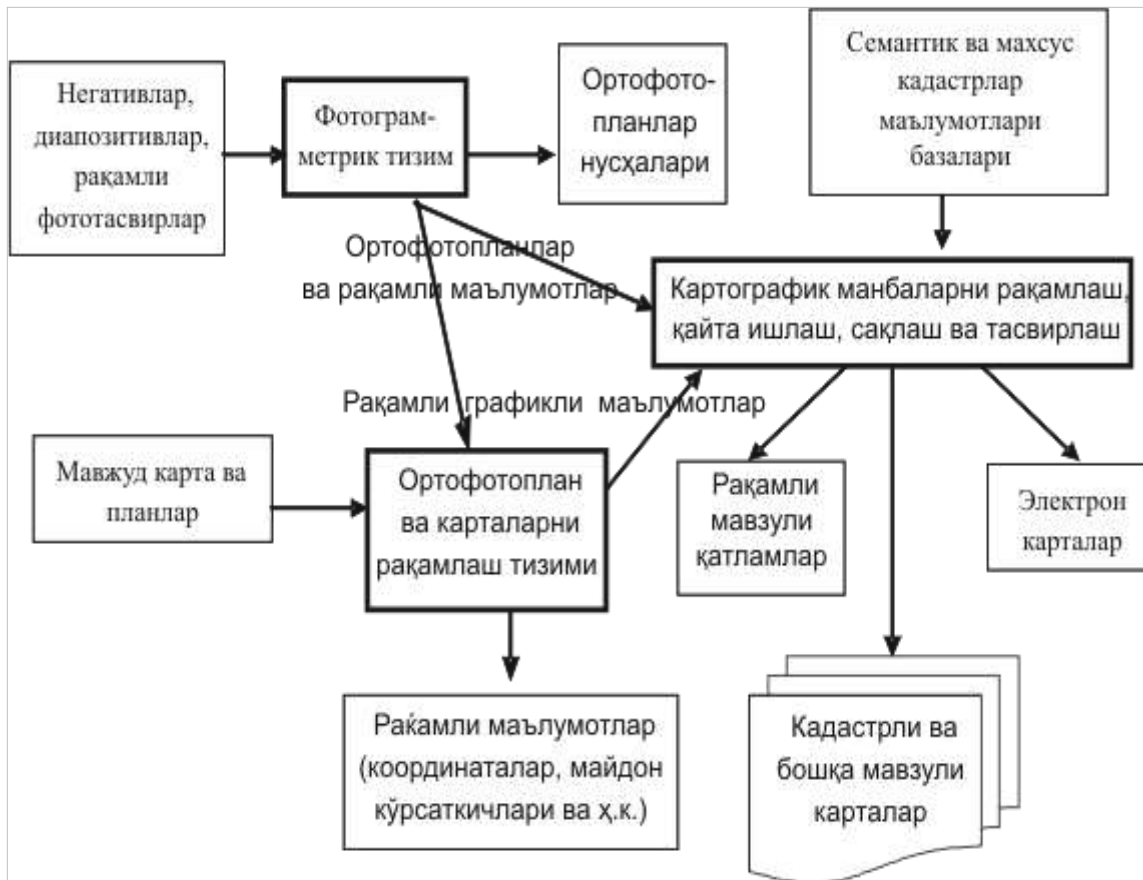 Негативлар,
диапозитивлар,
рақамли
фототасвирлар
Фотограм-
метрик тизим
Ортофото-
планлар
нусҳалари
Семантик ва махсус
кадастрлар
маълумотлари
базалари
Ортофотопланлар
ва рақамли маълумотлар
Картографик манбаларни рақамлаш,
қайта ишлаш, сақлаш ва тасвирлаш
Рақамли графикли маълумотлар
Мавжуд карта ва
планлар
Ортофотоплан
ва карталарни
рақамлаш тизими
Рақамли
мавзули
қатламлар
Электрон
карталар
Раќамли маълумотлар
(координаталар, майдон
кўрсаткичлари ва ҳ.к.)
Кадастрли ва
бошқа мавзули
карталар